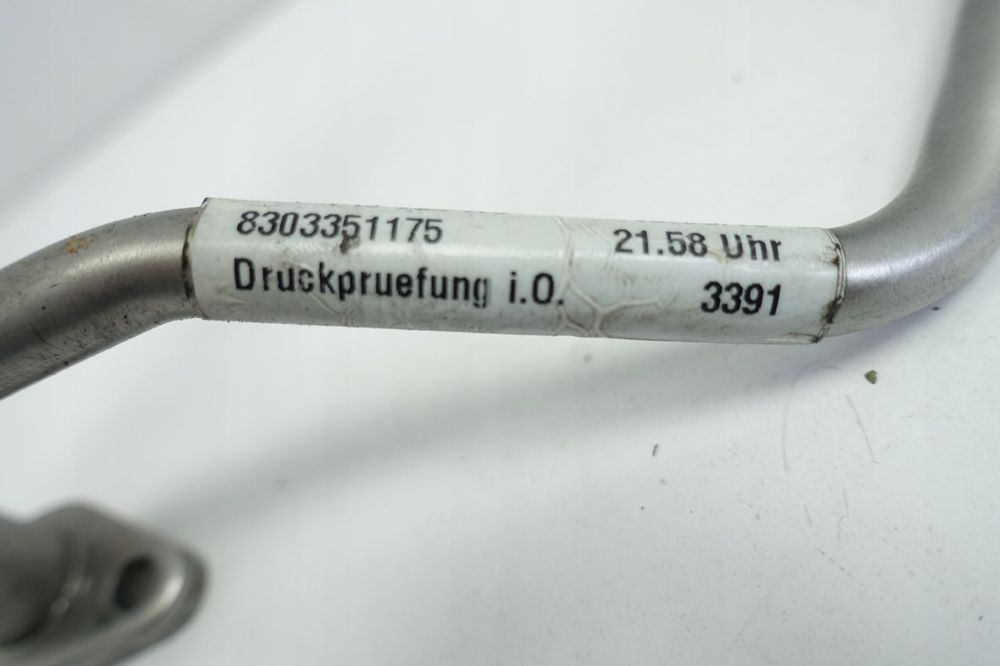 8303351175 21.58 Uhr
Druckpruefung i.O. 3391